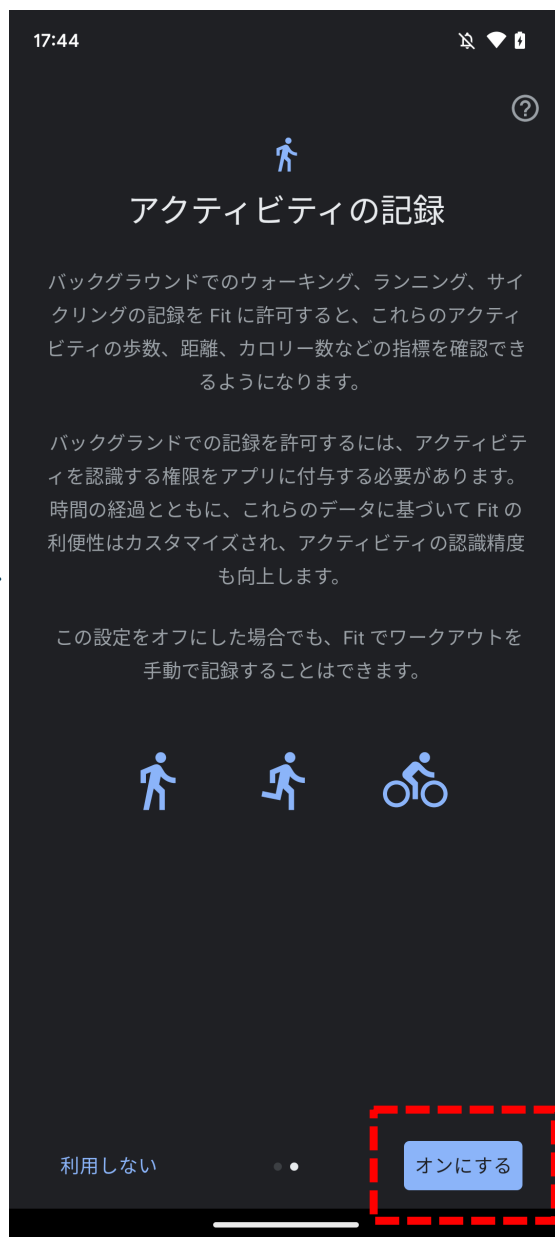 17:44
アクティビティの記録
バックグラウンドでのウォーキング、ランニング、サイ
クリングの記録を Fit に許可すると、これらのアクティ
ビティの歩数、距離、カロリー数などの指標を確認でき
るようになります。
バックグランドでの記録を許可するには、アクティビテ
ィを認識する権限をアプリに付与する必要があります。
時間の経過とともに、これらのデータに基づいて Fit の
利便性はカスタマイズされ、アクティビティの認識精度
も向上します。
この設定をオフにした場合でも、Fit でワークアウトを
手動で記録することはできます。
利用しない
オンにする